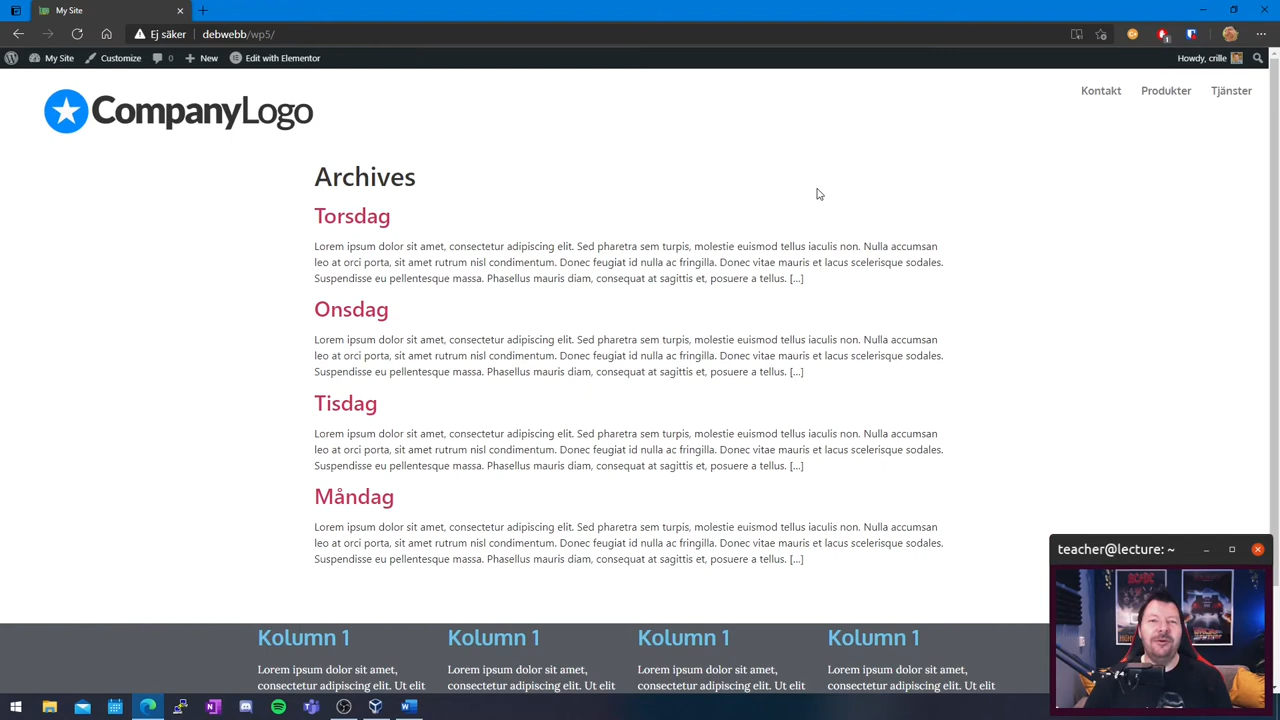 My Site
Ej säker
debwebb/wp5/
1
My Site
Customize
0
New
Edit with Elementor
Howdy, crille
CompanyLogo
Kontakt
Produkter
Tjänster
Archives
Torsdag
Lorem ipsum dolor sit amet, consectetur adipiscing elit. Sed pharetra sem turpis, molestie euismod tellus iaculis non. Nulla accumsan
leo at orci porta, sit amet rutrum nisl condimentum. Donec feugiat id nulla ac fringilla. Donec vitae mauris et lacus scelerisque sodales.
Suspendisse eu pellentesque massa. Phasellus mauris diam, consequat at sagittis et, posuere a tellus. [...]
Onsdag
Lorem ipsum dolor sit amet, consectetur adipiscing elit. Sed pharetra sem turpis, molestie euismod tellus iaculis non. Nulla accumsan
leo at orci porta, sit amet rutrum nisl condimentum. Donec feugiat id nulla ac fringilla. Donec vitae mauris et lacus scelerisque sodales.
Suspendisse eu pellentesque massa. Phasellus mauris diam, consequat at sagittis et, posuere a tellus. [...]
Tisdag
Lorem ipsum dolor sit amet, consectetur adipiscing elit. Sed pharetra sem turpis, molestie euismod tellus iaculis non. Nulla accumsan
leo at orci porta, sit amet rutrum nisl condimentum. Donec feugiat id nulla ac fringilla. Donec vitae mauris et lacus scelerisque sodales.
Suspendisse eu pellentesque massa. Phasellus mauris diam, consequat at sagittis et, posuere a tellus. [...]
Måndag
Lorem ipsum dolor sit amet, consectetur adipiscing elit. Sed pharetra sem turpis, molestie euismod tellus iaculis non. Nulla accumsan
leo at orci porta, sit amet rutrum nisl condimentum. Donec feugiat id nulla ac fringilla. Donec vitae mauris et lacus scelerisque sodales.
Suspendisse eu pellentesque massa. Phasellus mauris diam, consequat at sagittis et, posuere a tellus. [...]
Kolumn 1
Lorem ipsum dolor sit amet,
consectetur adipiscing elit. Ut elit
Kolumn 1
Lorem ipsum dolor sit amet,
consectetur adipiscing elit. Ut elit
Kolumn 1
Lorem ipsum dolor sit amet,
consectetur adipiscing elit. Ut elit
Kolumn 1
Lorem ipsum dolor sit amet,
consectetur adipiscing elit. Ut elit
teacher@lecture: ~
AC DC